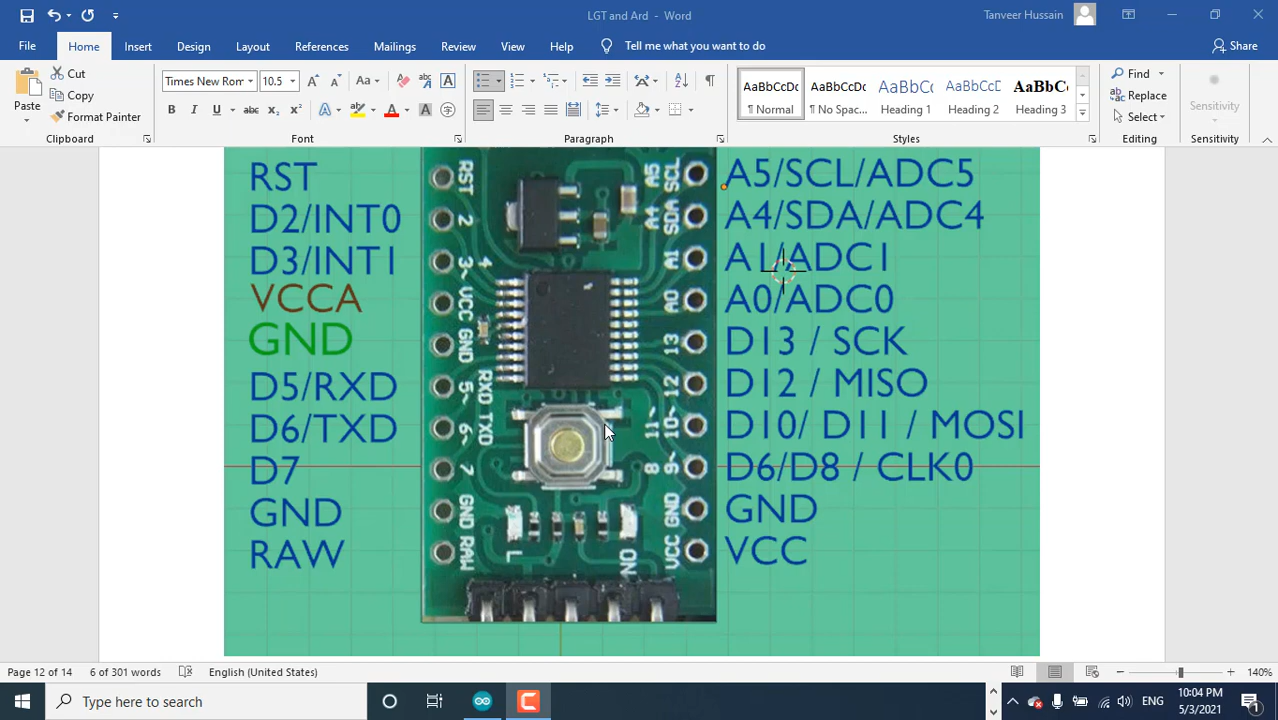 LGT and Ard - Word
Tanveer Hussain
File Home Insert Design Layout References Mailings Review View Help Tell me what you want to do Share
Paste
Cut
Copy
Format Painter
Clipboard
Times New Rom 10.5
Font
Paragraph
AaBbCcDc
¶ Normal
AaBbCcDc
¶ No Spac...
AaBbCc
Heading 1
AaBbCcD
Heading 2
AaBbCc
Heading 3
Styles
Find
Replace
Select
Editing
Sensitivity
Sensitivity
RST
D2/INT0
D3/INT1
VCCA
GND
D5/RXD
D6/TXD
D7
GND
RAW
RST
2
3~ 4
VCC
GND
5~ RXD
6~ TXD
7
GND
RAW
L
ON
A5 SCL
A4 SDA
A1
A0
13
12
11~ 10~
8 9~
GND
VCC
A5/SCL/ADC5
A4/SDA/ADC4
A1/ADC1
A0/ADC0
D13 / SCK
D12 / MISO
D10/ D11 / MOSI
D6/D8 / CLK0
GND
VCC
Page 12 of 14 6 of 301 words English (United States) 140%
Type here to search
ENG
10:04 PM
5/3/2021
1